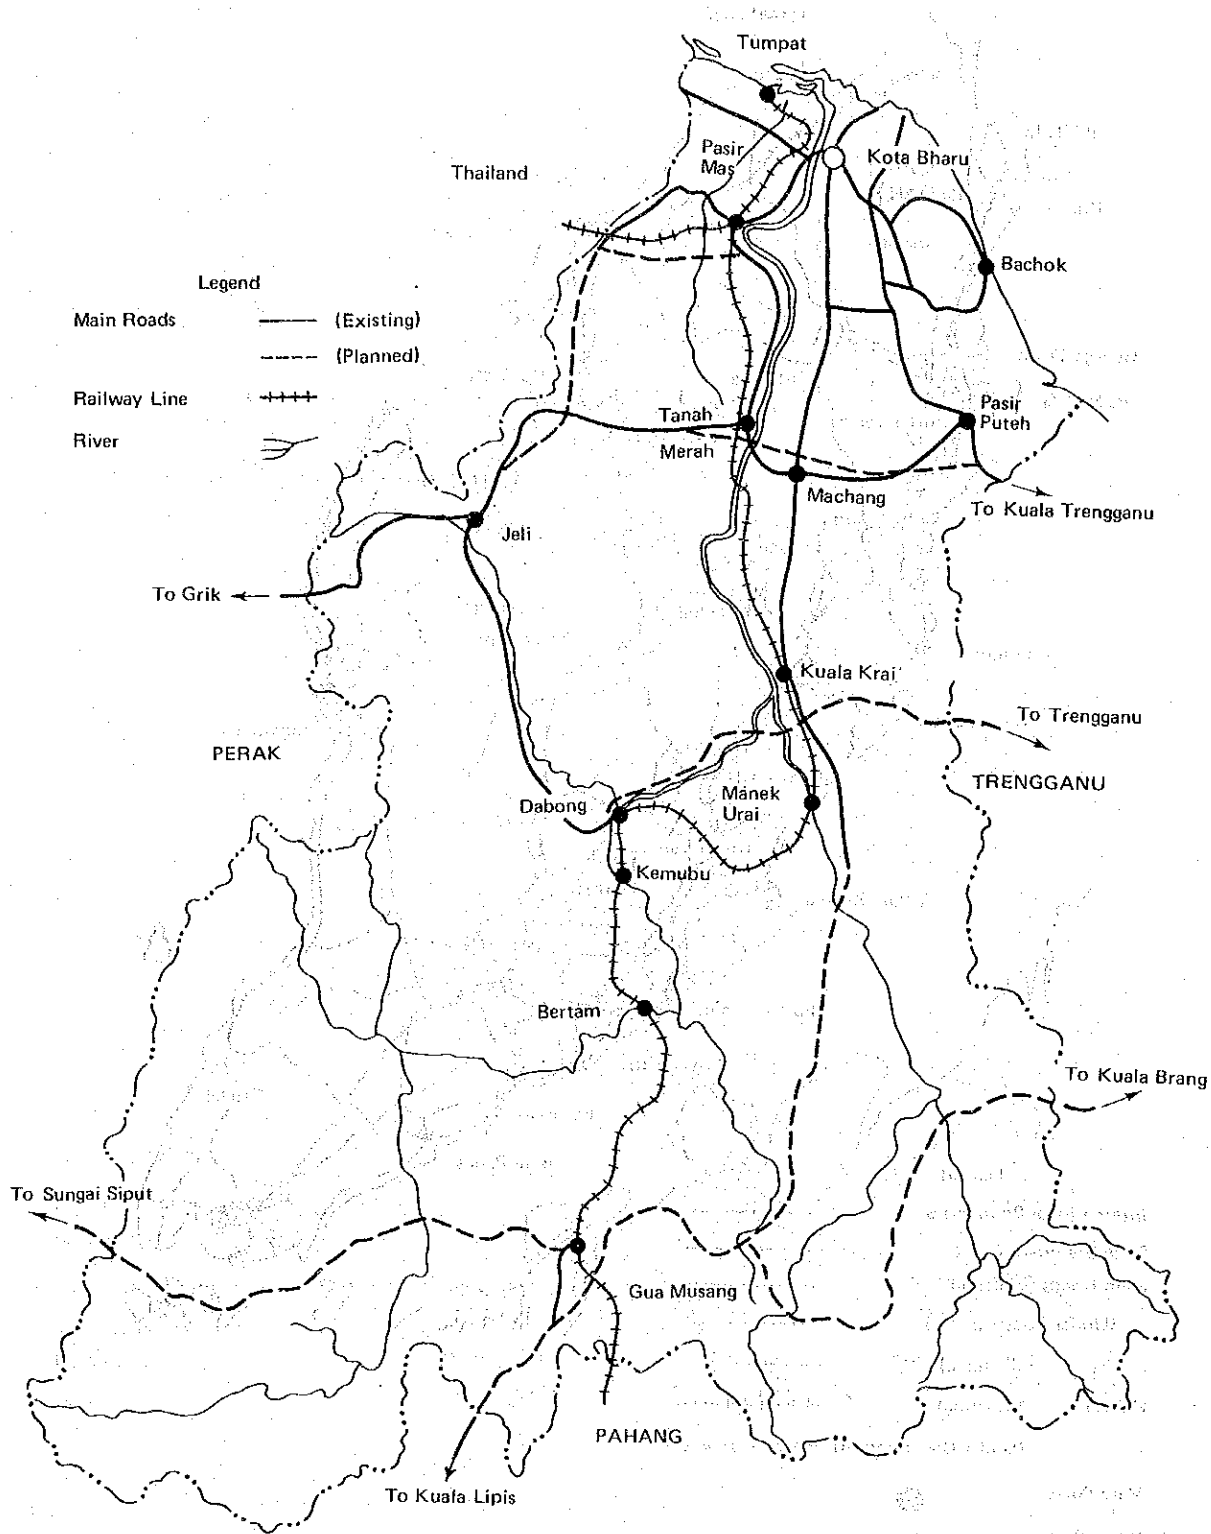 Tumpat
Pasir
Mas
Kota Bharu
Thailand
Bachok
Legend
Main Roads
(Existing)
(Planned)
Railway Line
River
Tanah
Merah
Pasir
Puteh
Machang
To Kuala Trengganu
Jeli
To Grik
Kuala Krai
To Trengganu
PERAK
TRENGGANU
Dabong
Manek
Urai
Kemubu
Bertam
To Kuala Brang
To Sungai Siput
Gua Musang
PAHANG
To Kuala Lipis